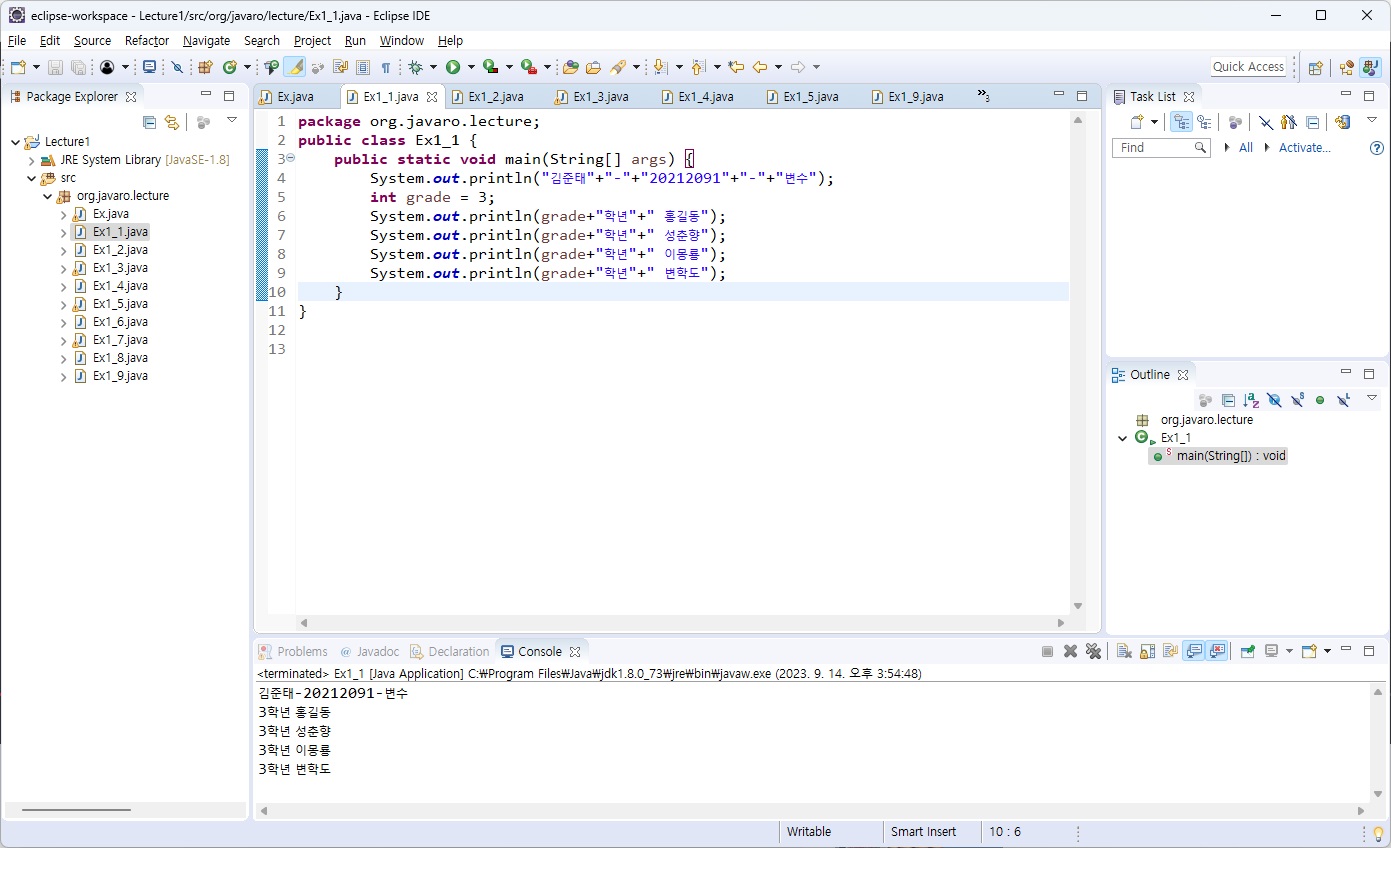 eclipse-workspace - Lecture1/src/org/javaro/lecture/Ex1_1.java - Eclipse IDE
File Edit Source Refactor Navigate Search Project Run Window Help
Quick Access
Package Explorer
Lecture1
JRE System Library [JavaSE-1.8]
src
org.javaro.lecture
Ex.java
Ex1_1.java
Ex1_2.java
Ex1_3.java
Ex1_4.java
Ex1_5.java
Ex1_6.java
Ex1_7.java
Ex1_8.java
Ex1_9.java
Ex.java Ex1_1.java Ex1_2.java Ex1_3.java Ex1_4.java Ex1_5.java Ex1_9.java »3
1 package org.javaro.lecture;
2 public class Ex1_1 {
3 public static void main(String[] args) {
4 System.out.println("김준태"+"-"+"20212091"+"-"+"변수");
5 int grade = 3;
6 System.out.println(grade+"학년"+" 홍길동");
7 System.out.println(grade+"학년"+" 성춘향");
8 System.out.println(grade+"학년"+" 이몽룡");
9 System.out.println(grade+"학년"+" 변학도");
10 }
11 }
12
13
Task List
Find All Activate...
Outline
org.javaro.lecture
Ex1_1
main(String[]) : void
Problems Javadoc Declaration Console
<terminated> Ex1_1 [Java Application] C:₩Program Files₩Java₩jdk1.8.0_73₩jre₩bin₩javaw.exe (2023. 9. 14. 오후 3:54:48)
김준태-20212091-변수
3학년 홍길동
3학년 성춘향
3학년 이몽룡
3학년 변학도
Writable Smart Insert 10 : 6